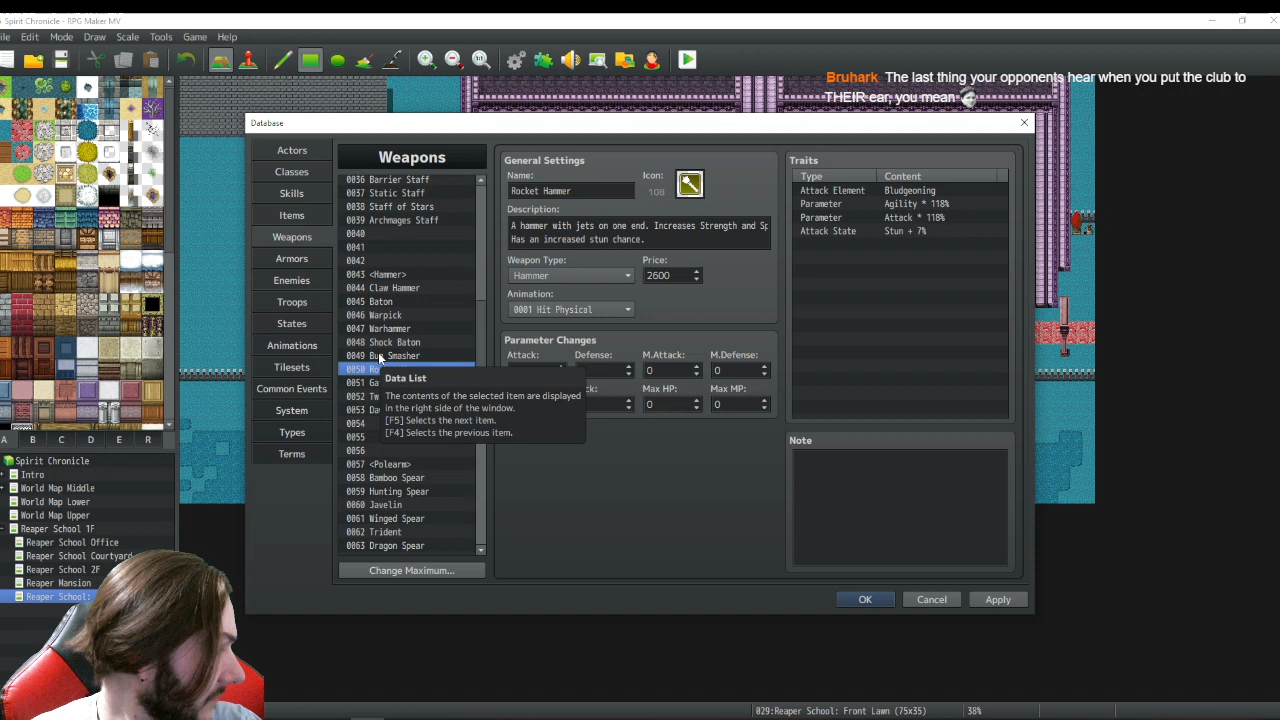 Spirit Chronicle - RPG Maker MV
Edit Mode Draw Scale Tools Game Help
Bruhark The last thing your opponents hear when you put the club to
THEIR ear, you mean
Database
Actors
Classes
Skills
Items
Weapons
Armors
Enemies
Troops
States
Animations
Tilesets
Common Events
System
Types
Terms
Weapons
0036 Barrier Staff
0037 Static Staff
0038 Staff of Stars
0039 Archmages Staff
0040
0041
0042
0043 <Hammer>
0044 Claw Hammer
0045 Baton
0046 Warpick
0047 Warhammer
0048 Shock Baton
0049 Bug Smasher
0050 Ro
0051 Ga
0052 Tw
0053 Da
0054
0055
0056
0057 <Polearm>
0058 Bamboo Spear
0059 Hunting Spear
0060 Javelin
0061 Winged Spear
0062 Trident
0063 Dragon Spear
Change Maximum...
Data List
The contents of the selected item are displayed
in the right side of the window.
[F5] Selects the next item.
[F4] Selects the previous item.
General Settings
Name: Icon:
Rocket Hammer 108
Description:
A hammer with jets on one end. Increases Strength and Sp
Has an increased stun chance.
Weapon Type: Price:
Hammer 2600
Animation:
0001 Hit Physical
Parameter Changes
Attack: Defense: M.Attack: M.Defense:
0 0
Max HP: Max MP:
0 0
Traits
Type Content
Attack Element Bludgeoning
Parameter Agility * 118%
Parameter Attack * 118%
Attack State Stun + 7%
Note
OK Cancel Apply
A B C D E R
Spirit Chronicle
Intro
World Map Middle
World Map Lower
World Map Upper
Reaper School 1F
Reaper School Office
Reaper School Courtyard
Reaper School 2F
Reaper Mansion
Reaper School:
029:Reaper School: Front Lawn (75x35) 38%